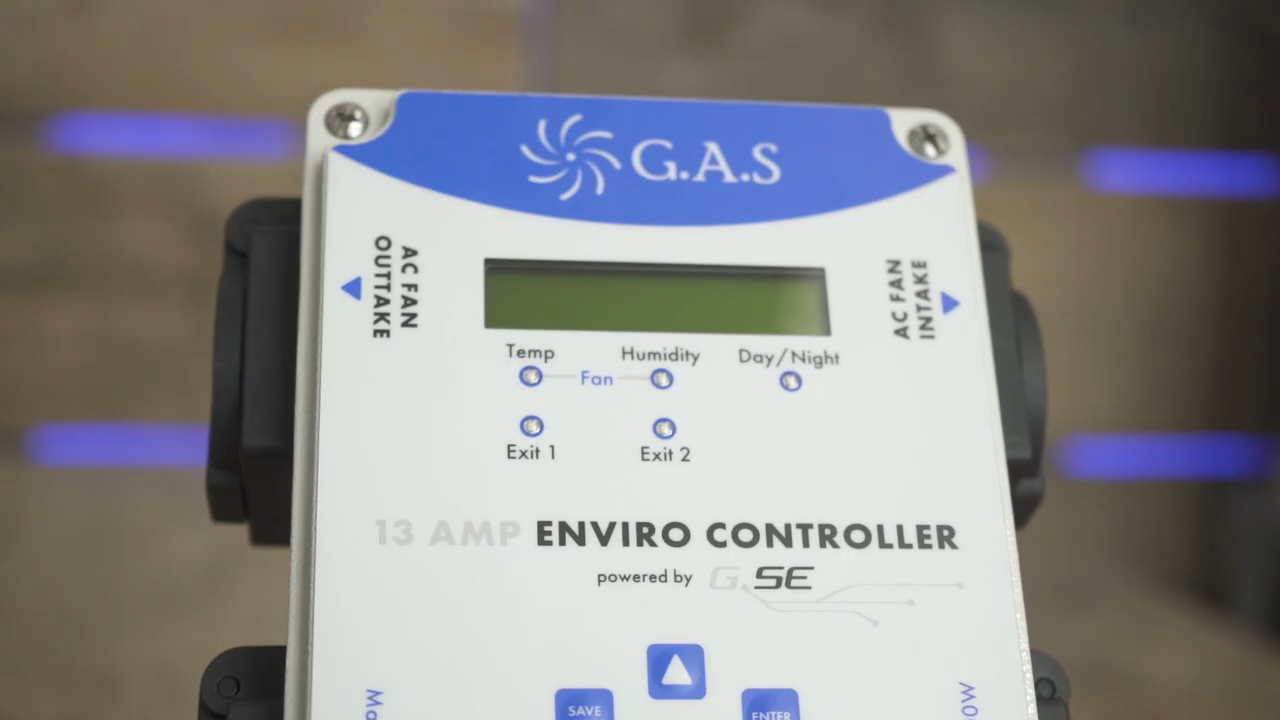 G.A.S
AC FAN
OUTTAKE
AC FAN
INTAKE
Temp
Humidity
Day/Night
Fan
Exit 1
Exit 2
13 AMP ENVIRO CONTROLLER
powered by G.SE
SAVE
ENTER